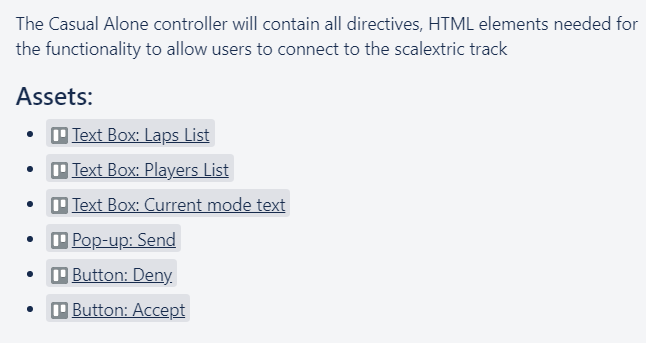 The Casual Alone controller will contain all directives, HTML elements needed for
the functionality to allow users to connect to the scalextric track
Assets:
Text Box: Laps List
Text Box: Players List
Text Box: Current mode text
Pop-up: Send
Button: Deny
Button: Accept